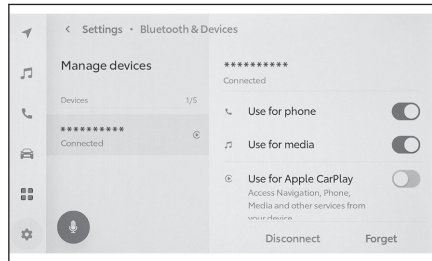 < Settings • Bluetooth & Devices
Manage devices
Devices 1/5
**********
Connected
**********
Connected
Use for phone
Use for media
Use for Apple CarPlay
Access Navigation, Phone,
Media and other services from
your device
Disconnect Forget